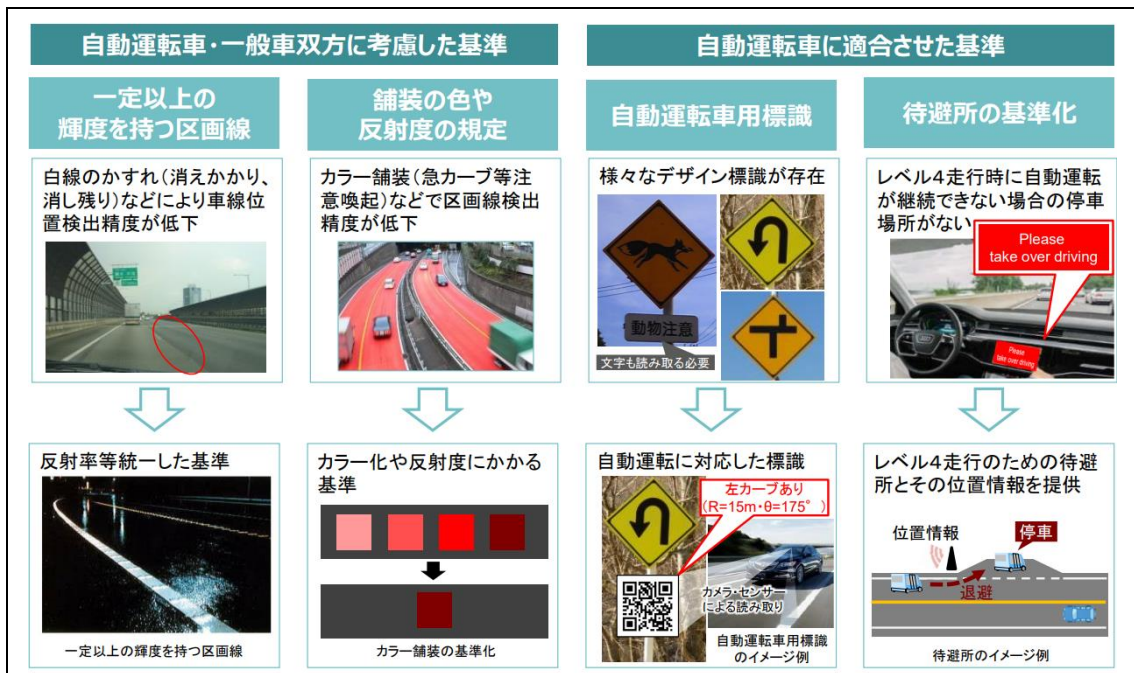 自動運転車・一般車双方に考慮した基準
自動運転車に適合させた基準
一定以上の
輝度を持つ区画線
舗装の色や
反射度の規定
自動運転車用標識
待避所の基準化
白線のかすれ(消えかかり、
消し残り)などにより車線位
置検出精度が低下
カラー舗装(急カーブ等注
意喚起)などで区画線検出
精度が低下
様々なデザイン標識が存在
動物注意
文字も読み取る必要
レベル4走行時に自動運転
が継続できない場合の停車
場所がない
Please
take over driving
Please
take over driving
反射率等統一した基準
一定以上の輝度を持つ区画線
カラー化や反射度にかかる
基準
カラー舗装の基準化
自動運転に対応した標識
左カーブあり
(R=15m・θ=175°)
カメラ・センサー
による読み取り
自動運転車用標識
のイメージ例
レベル4走行のための待避
所とその位置情報を提供
位置情報
停車
退避
待避所のイメージ例